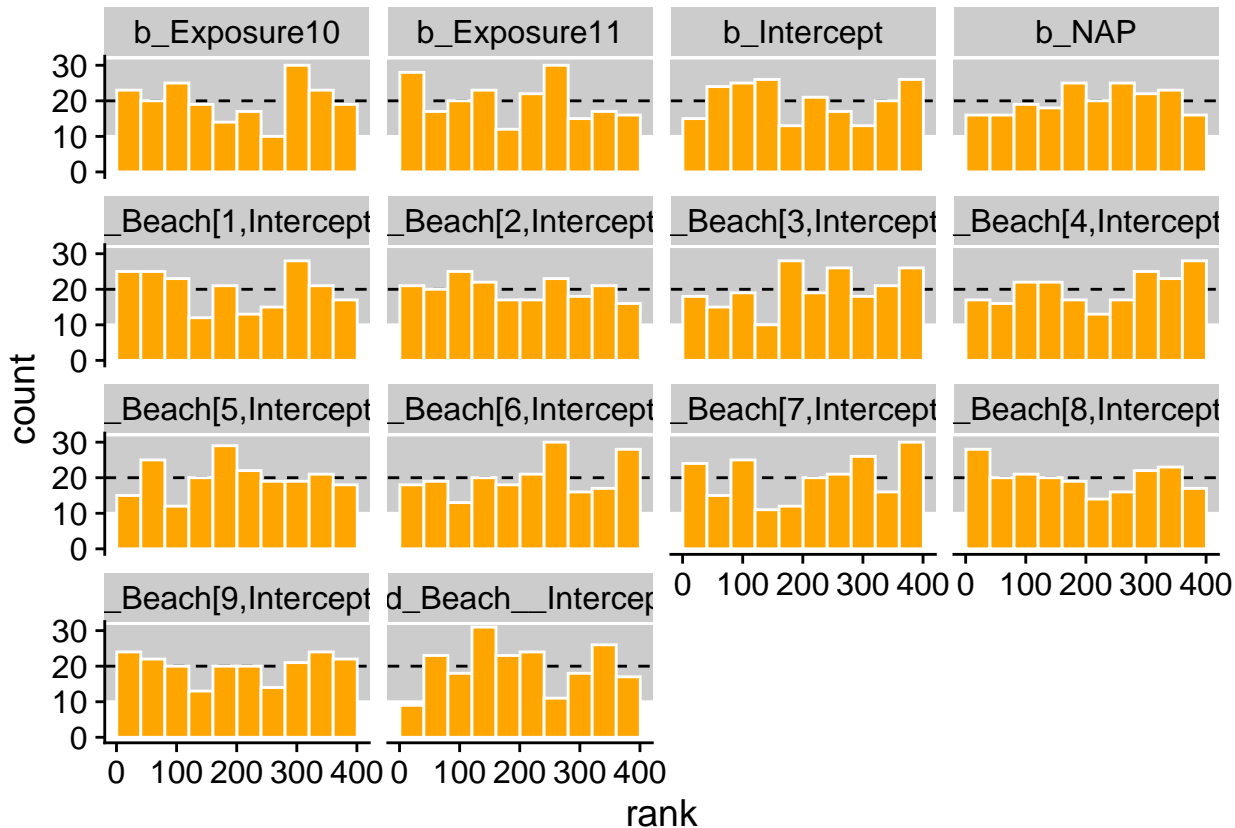 b_Exposure10 b_Exposure11 b_Intercept b_NAP
30
20
10
0
_Beach[1,Intercept _Beach[2,Intercept _Beach[3,Intercept _Beach[4,Intercept
30
20
10
0
_Beach[5,Intercept _Beach[6,Intercept _Beach[7,Intercept _Beach[8,Intercept
30
20
10
0
0 100 200 300 400 0 100 200 300 400
_Beach[9,Intercept d_Beach__Intercep
30
20
10
0
0 100 200 300 400 0 100 200 300 400
count
rank